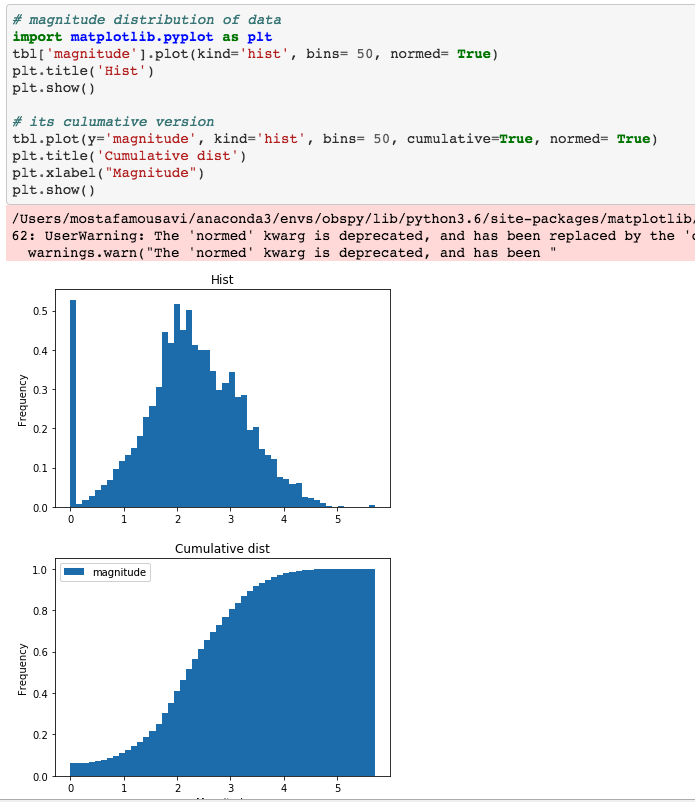 # magnitude distribution of data
import matplotlib.pyplot as plt
tbl['magnitude'].plot(kind='hist', bins= 50, normed= True)
plt.title('Hist')
plt.show()
# its culumative version
tbl.plot(y='magnitude', kind='hist', bins= 50, cumulative=True, normed= True)
plt.title('Cumulative dist')
plt.xlabel("Magnitude")
plt.show()
/Users/mostafamousavi/anaconda3/envs/obspy/lib/python3.6/site-packages/matplotlib/
62: UserWarning: The 'normed' kwarg is deprecated, and has been replaced by the '
warnings.warn("The 'normed' kwarg is deprecated, and has been "
Hist
0.5
0.4
0.3
0.2
0.1
0.0
Frequency
0 1 2 3 4 5
Cumulative dist
magnitude
1.0
0.8
0.6
0.4
0.2
0.0
Frequency
0 1 2 3 4 5